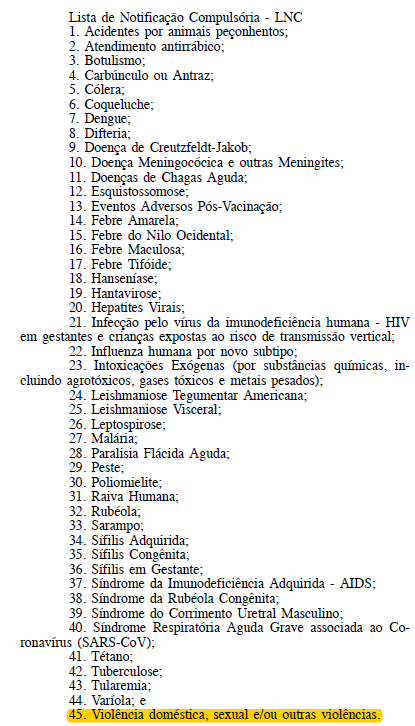 Lista de Notificação Compulsória - LNC
1. Acidentes por animais peçonhentos;
2. Atendimento antirrábico;
3. Botulismo;
4. Carbúnculo ou Antraz;
5. Cólera;
6. Coqueluche;
7. Dengue;
8. Difteria;
9. Doença de Creutzfeldt-Jakob;
10. Doença Meningocócica e outras Meningites;
11. Doenças de Chagas Aguda;
12. Esquistossomose;
13. Eventos Adversos Pós-Vacinação;
14. Febre Amarela;
15. Febre do Nilo Ocidental;
16. Febre Maculosa;
17. Febre Tifóide;
18. Hanseníase;
19. Hantavirose;
20. Hepatites Virais;
21. Infecção pelo vírus da imunodeficiência humana - HIV
em gestantes e crianças expostas ao risco de transmissão vertical;
22. Influenza humana por novo subtipo;
23. Intoxicações Exógenas (por substâncias químicas, in-
cluindo agrotóxicos, gases tóxicos e metais pesados);
24. Leishmaniose Tegumentar Americana;
25. Leishmaniose Visceral;
26. Leptospirose;
27. Malária;
28. Paralisia Flácida Aguda;
29. Peste;
30. Poliomielite;
31. Raiva Humana;
32. Rubéola;
33. Sarampo;
34. Sífilis Adquirida;
35. Sífilis Congênita;
36. Sífilis em Gestante;
37. Síndrome da Imunodeficiência Adquirida - AIDS;
38. Síndrome da Rubéola Congênita;
39. Síndrome do Corrimento Uretral Masculino;
40. Síndrome Respiratória Aguda Grave associada ao Co-
ronavírus (SARS-CoV);
41. Tétano;
42. Tuberculose;
43. Tularemia;
44. Varíola; e
45. Violência doméstica, sexual e/ou outras violências.